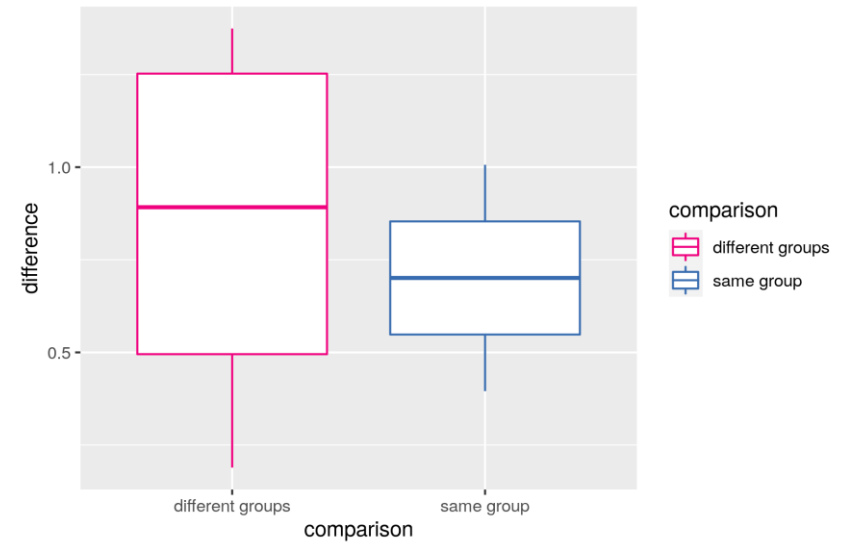 difference
1.0
0.5
different groups
same group
comparison
comparison
different groups
same group